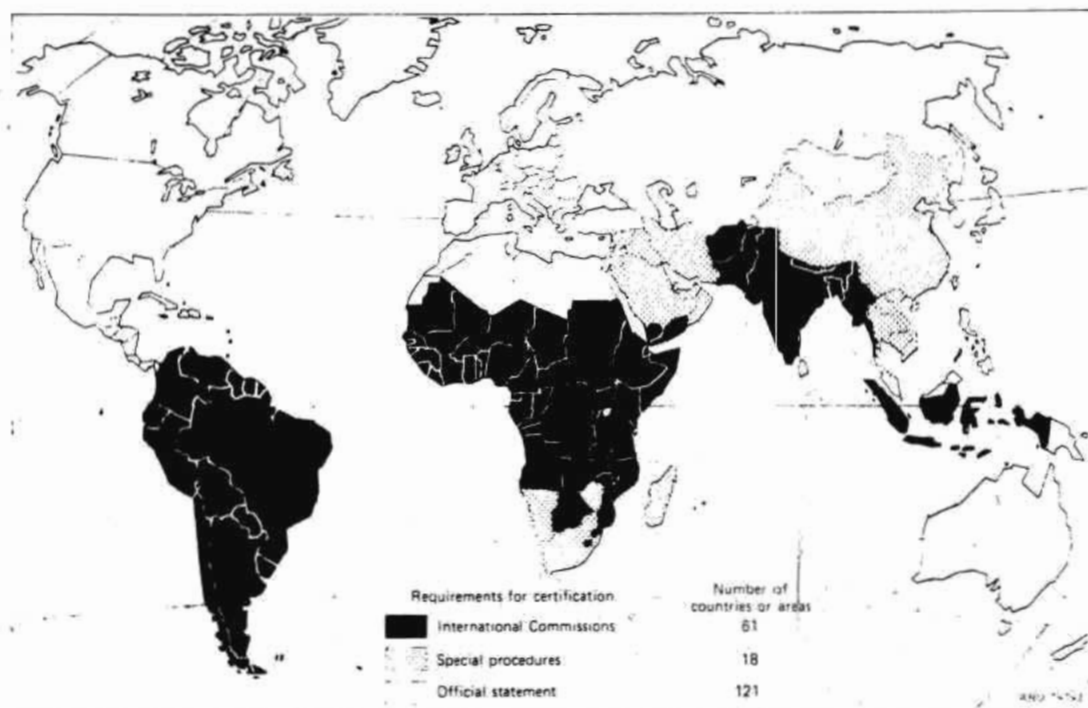 Requirements for certification
Number of
countries or areas
International Commissions 61
Special procedures 18
Official statement 121